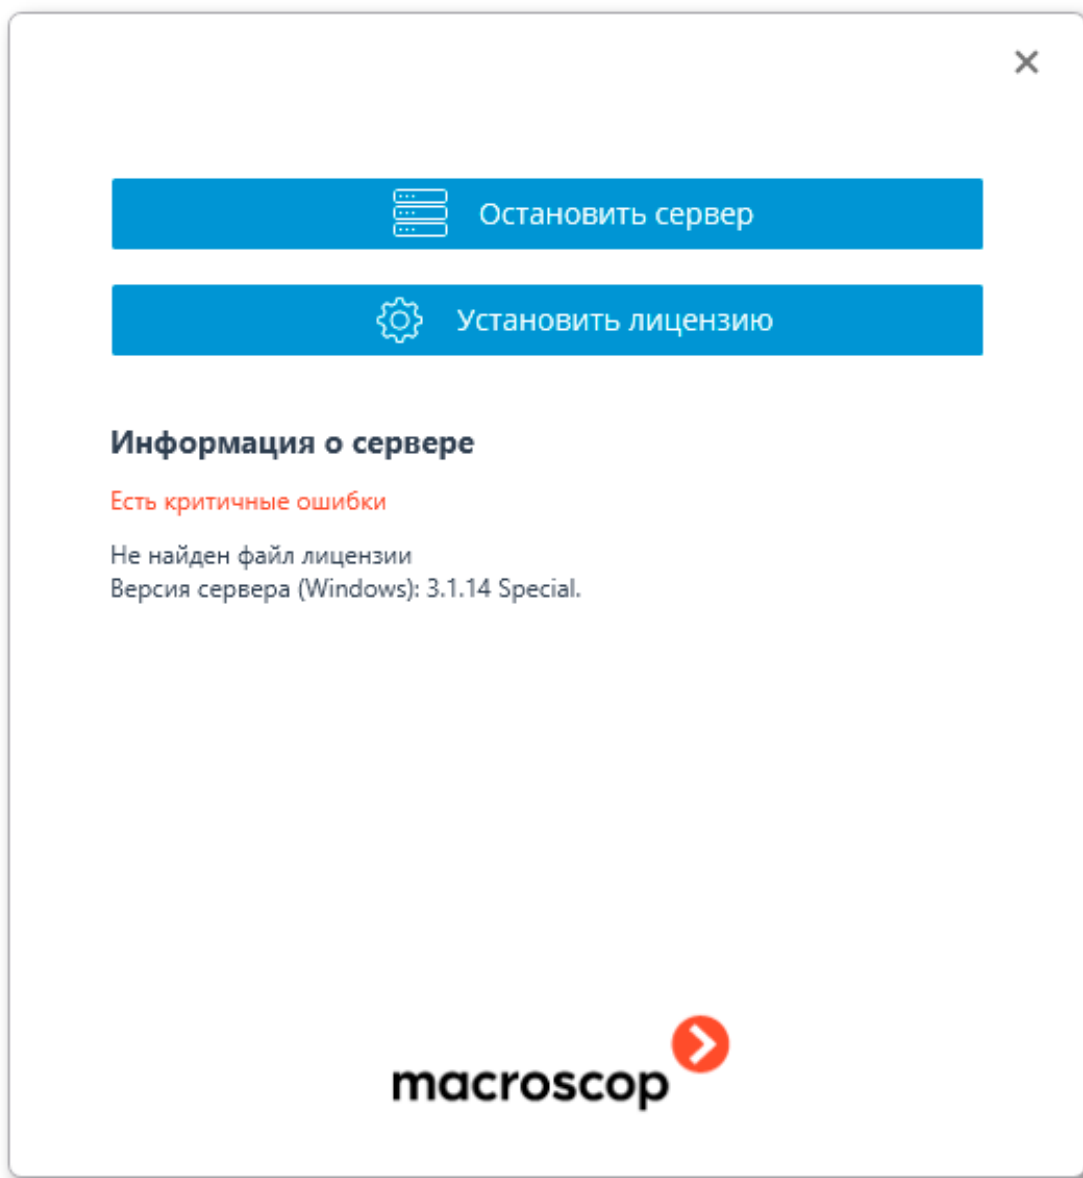 Остановить сервер
Установить лицензию
Информация о сервере
Есть критичные ошибки
Не найден файл лицензии
Версия сервера (Windows): 3.1.14 Special.
macroscop